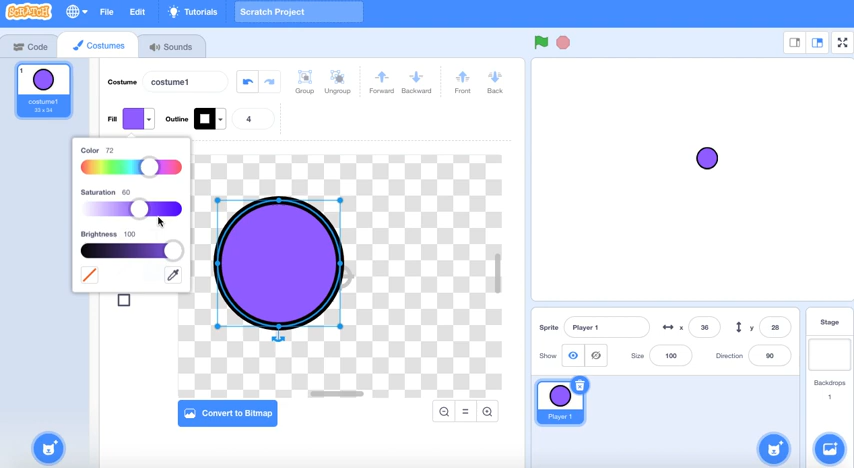 SCRATCH File Edit Tutorials Scratch Project
Code Costumes Sounds
1
costume1
33 x 34
Costume costume1
Group Ungroup Forward Backward Front Back
Fill Outline 4
Color 72
Saturation 60
Brightness 100
Convert to Bitmap
Sprite Player 1 x 36 y 28
Show Size 100 Direction 90
Player 1
Stage
Backdrops
1